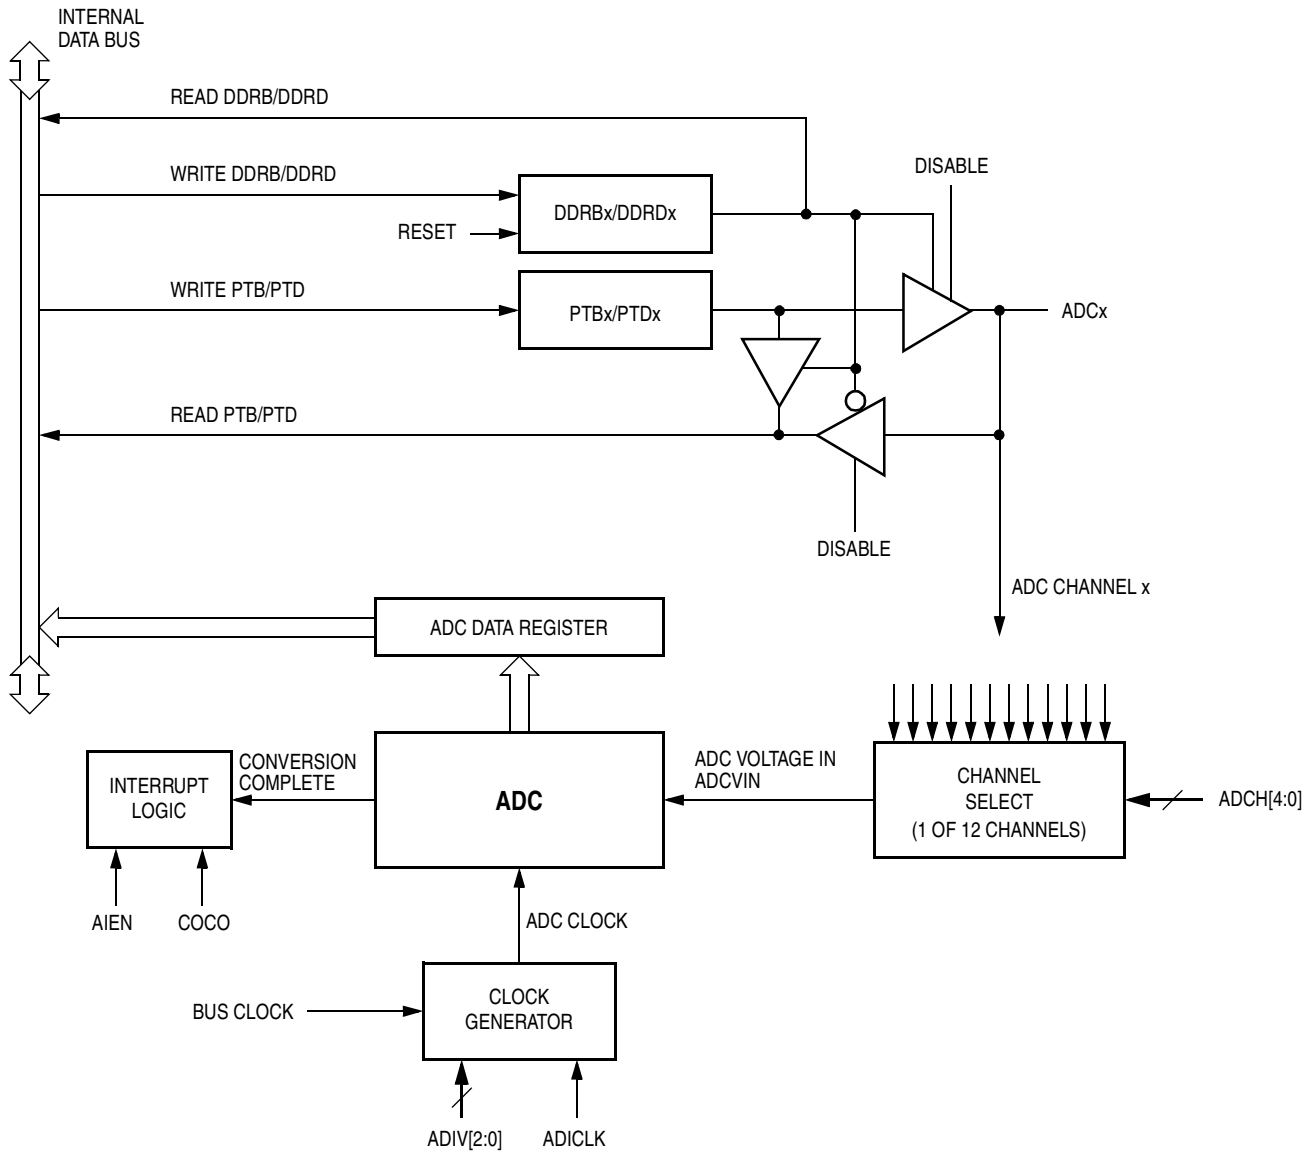 INTERNAL
DATA BUS
READ DDRB/DDRD
WRITE DDRB/DDRD
DISABLE
DDRBx/DDRDx
RESET
WRITE PTB/PTD
PTBx/PTDx
ADCx
READ PTB/PTD
DISABLE
ADC CHANNEL x
ADC DATA REGISTER
INTERRUPT
LOGIC
CONVERSION
COMPLETE
ADC
ADC VOLTAGE IN
ADCVIN
CHANNEL
SELECT
(1 OF 12 CHANNELS)
ADCH[4:0]
AIEN
COCO
ADC CLOCK
BUS CLOCK
CLOCK
GENERATOR
ADIV[2:0]
ADICLK